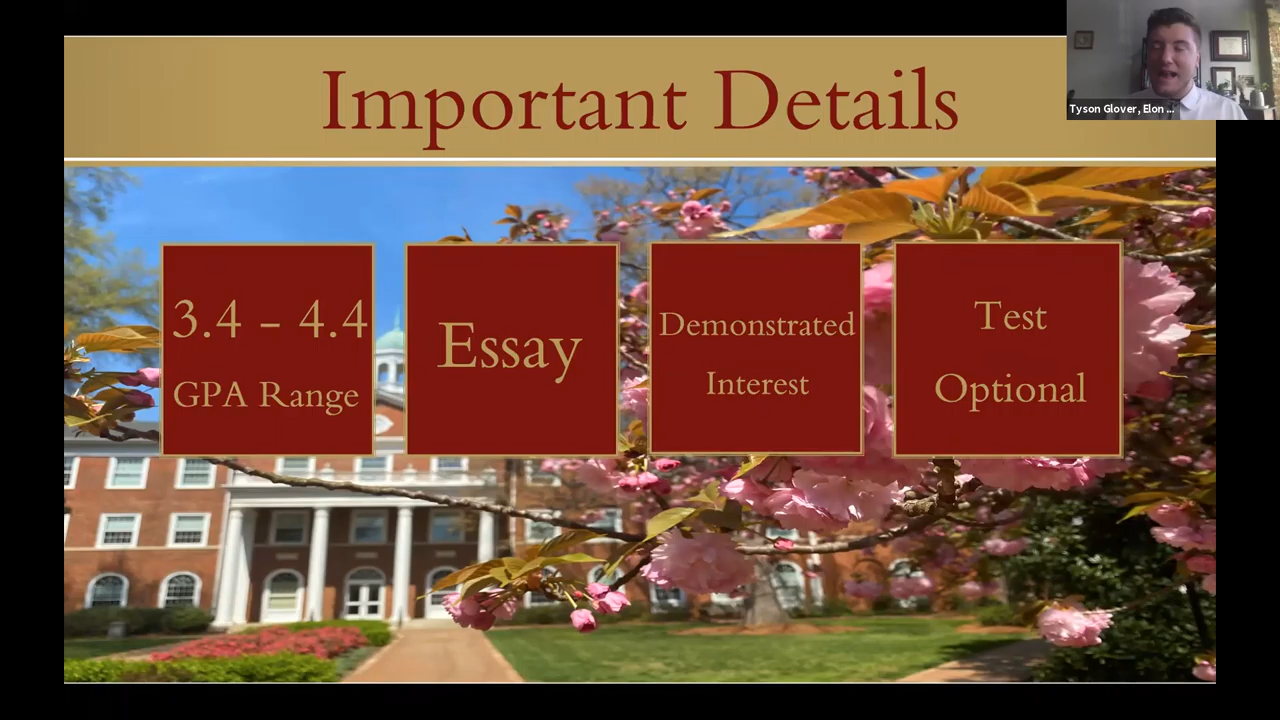 Important Details
Tyson Glover, Elon ...
3.4 – 4.4
GPA Range
Essay
Demonstrated
Interest
Test
Optional